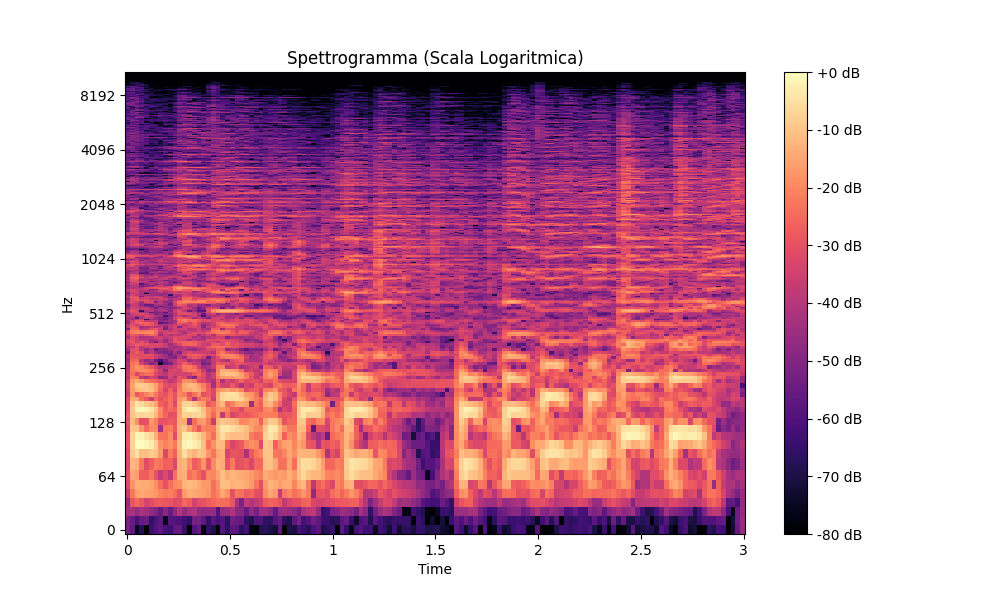 Spettrogramma (Scala Logaritmica)
Hz
8192
4096
2048
1024
512
256
128
64
0
0
0.5
1
1.5
2
2.5
3
Time
+0 dB
-10 dB
-20 dB
-30 dB
-40 dB
-50 dB
-60 dB
-70 dB
-80 dB